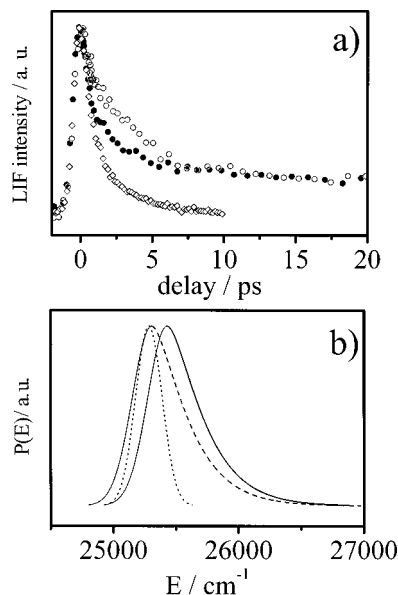 a)
LIF intensity / a. u.
0 5 10 15 20
delay / ps
b)
P(E)/ a.u.
25000 26000 27000
E / cm-1